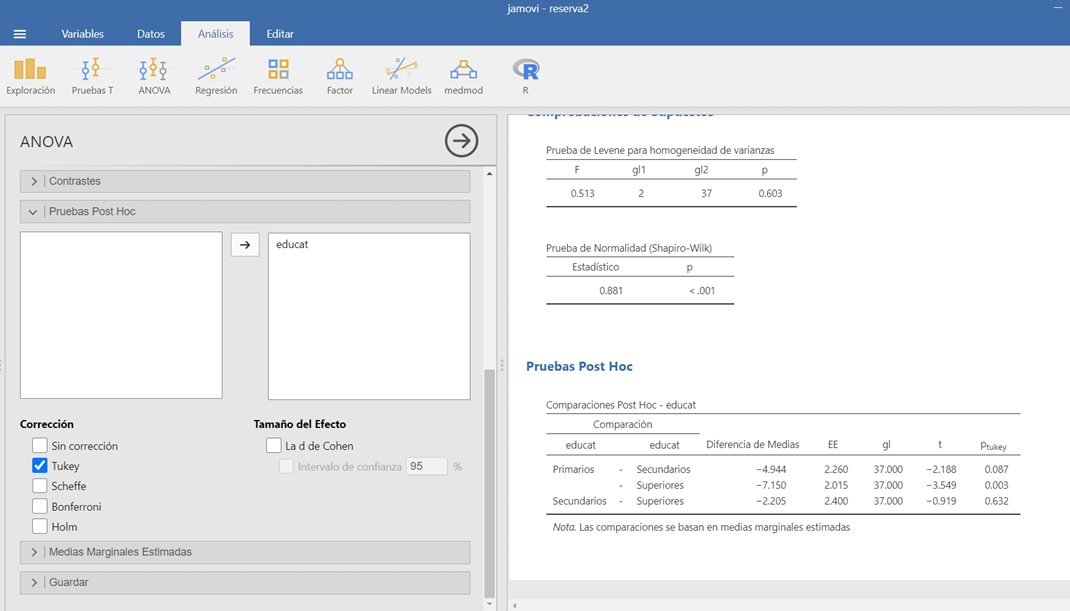 jamovi - reserva2
Variables Datos Análisis Editar
Exploración Pruebas T ANOVA Regresión Frecuencias Factor Linear Models medmod R
ANOVA
Contrastes
Pruebas Post Hoc
educat
Corrección
Sin corrección
Tukey
Scheffe
Bonferroni
Holm
Tamaño del Efecto
La d de Cohen
Intervalo de confianza 95 %
Medias Marginales Estimadas
Guardar
Comprobaciones de Supuestos
Prueba de Levene para homogeneidad de varianzas
F gl1 gl2 p
0.513 2 37 0.603
Prueba de Normalidad (Shapiro-Wilk)
Estadístico p
0.881 < .001
Pruebas Post Hoc
Comparaciones Post Hoc - educat
Comparación
educat educat Diferencia de Medias EE gl t ptukey
Primarios - Secundarios −4.944 2.260 37.000 −2.188 0.087
- Superiores −7.150 2.015 37.000 −3.549 0.003
Secundarios - Superiores −2.205 2.400 37.000 −0.919 0.632
Nota. Las comparaciones se basan en medias marginales estimadas